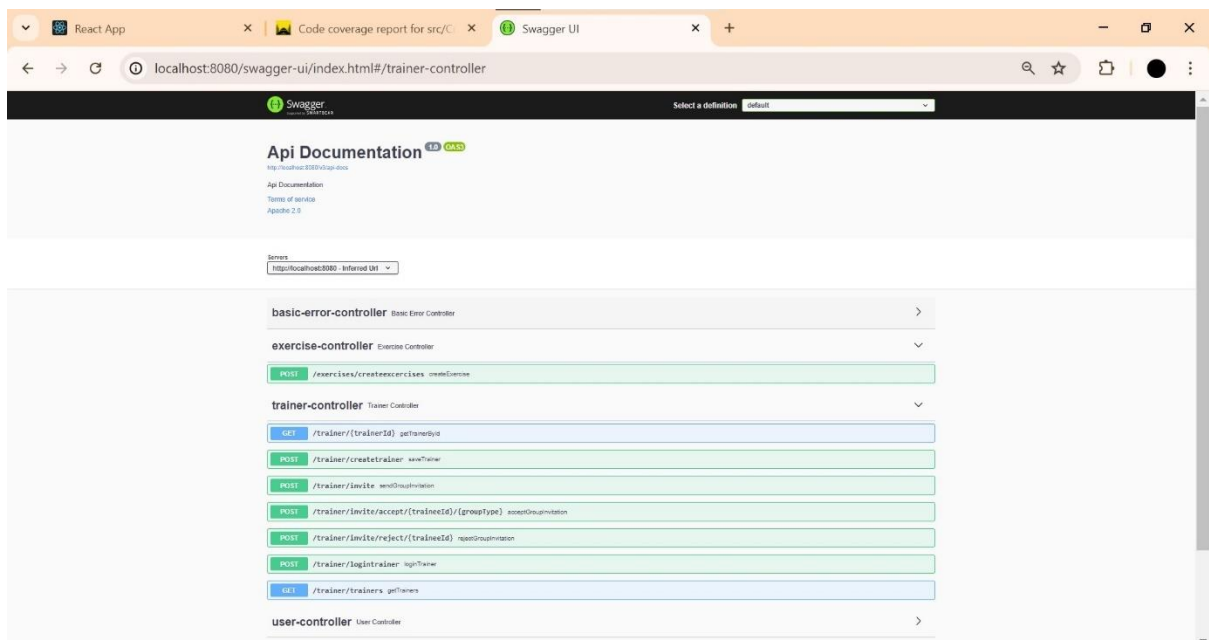 React App
Code coverage report for src/C
Swagger UI
localhost:8080/swagger-ui/index.html#/trainer-controller
Swagger
Supported by SMARTBEAR
Select a definition default
Api Documentation 1.0 OAS3
http://localhost:8080/v3/api-docs
Api Documentation
Terms of service
Apache 2.0
Servers
http://localhost:8080 - Inferred Url
basic-error-controller Basic Error Controller
exercise-controller Exercise Controller
POST /exercises/createexcercises createExercise
trainer-controller Trainer Controller
GET /trainer/{trainerId} getTrainerById
POST /trainer/createtrainer saveTrainer
POST /trainer/invite sendGroupInvitation
POST /trainer/invite/accept/{traineeId}/{groupType} acceptGroupInvitation
POST /trainer/invite/reject/{traineeId} rejectGroupInvitation
POST /trainer/logintrainer loginTrainer
GET /trainer/trainers getTrainers
user-controller User Controller